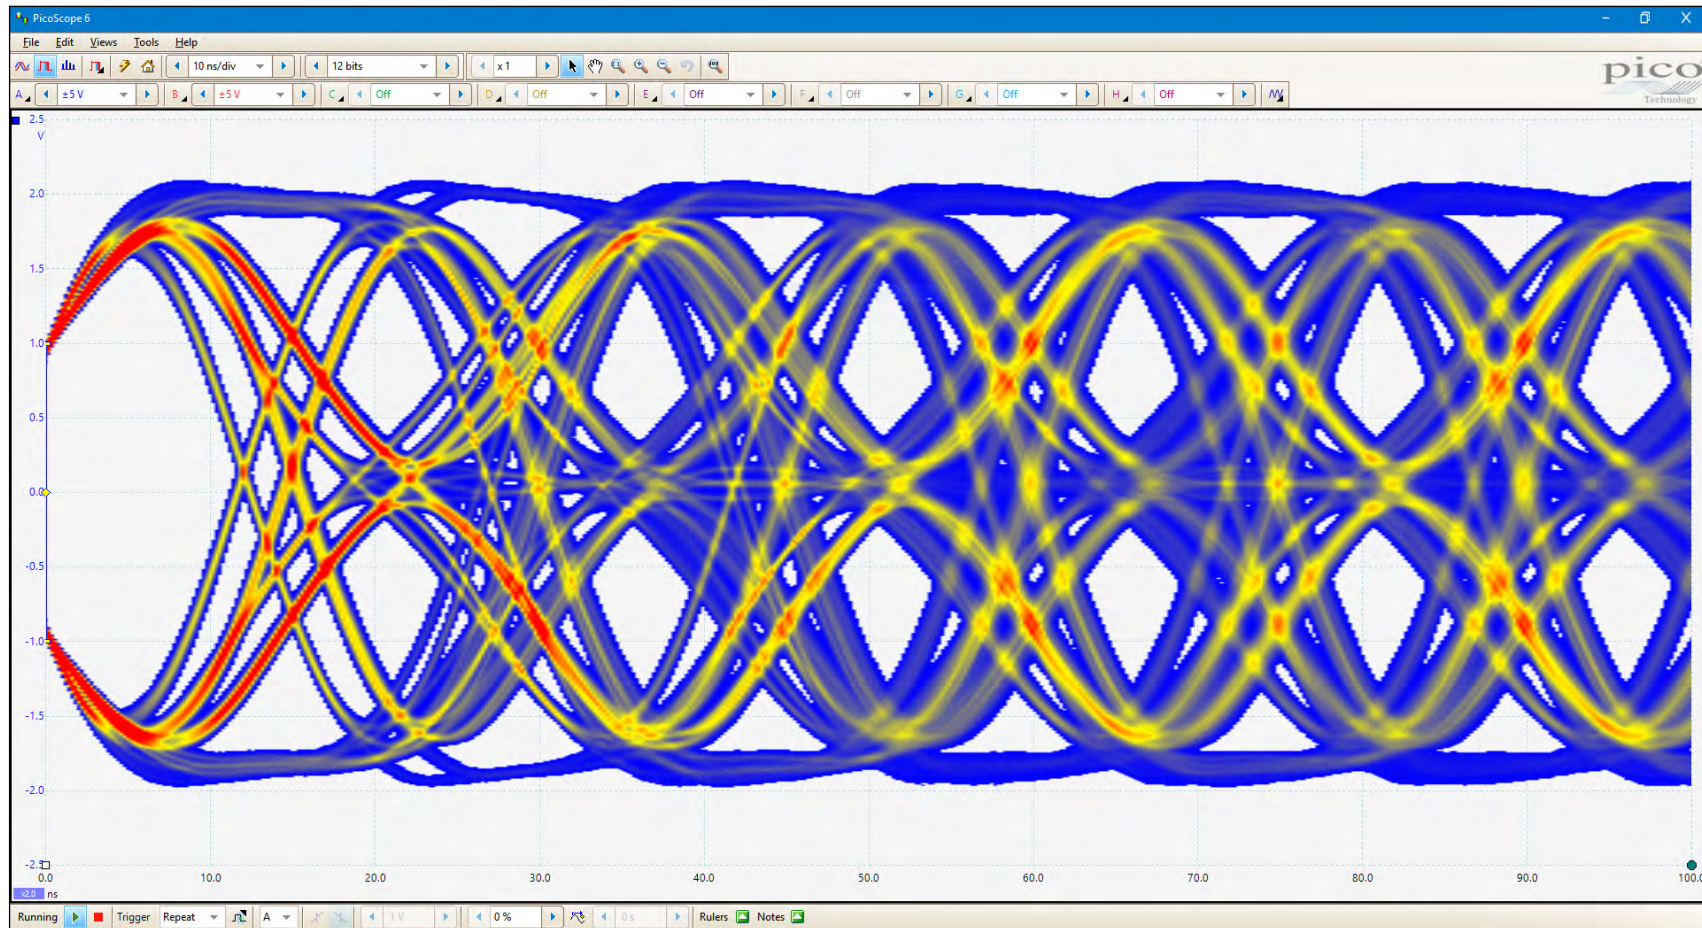 PicoScope 6
File Edit Views Tools Help
10 ns/div 12 bits x 1
A ±5 V B ±5 V C Off D Off E Off F Off G Off H Off
pico
Technology
2.5
V
2.0
1.5
1.0
0.5
0.0
-0.5
-1.0
-1.5
-2.0
-2.5
0.0 10.0 20.0 30.0 40.0 50.0 60.0 70.0 80.0 90.0 100.0
x2.0 ns
Running Trigger Repeat A 1 V 0 % 0 s Rulers Notes